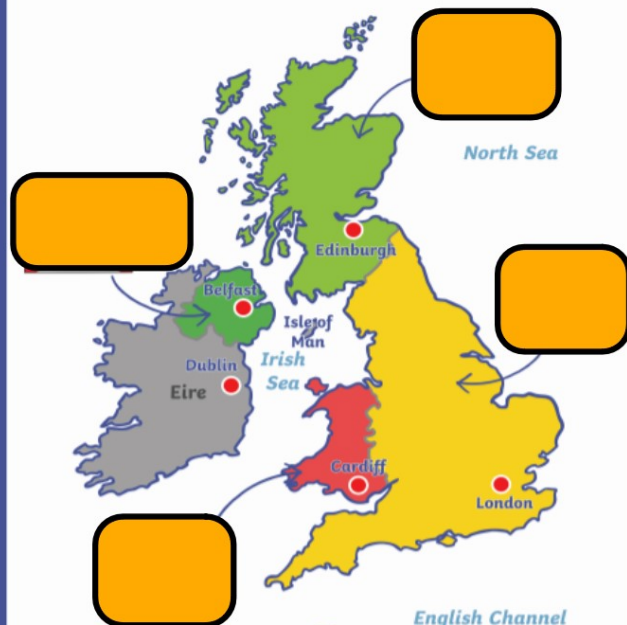 North Sea
Edinburgh
Belfast
Isle of
Man
Dublin
Irish
Sea
Eire
Cardiff
London
English Channel